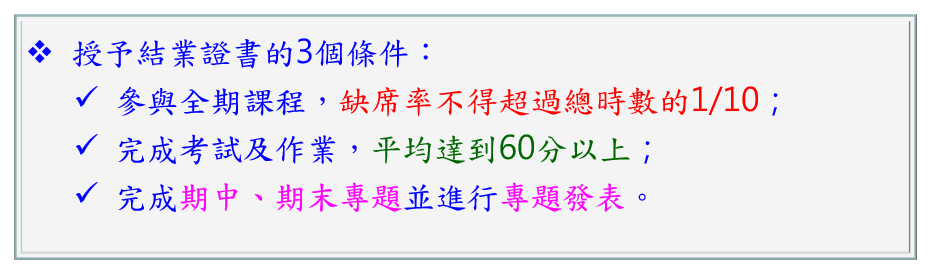 ❖ 授予結業證書的3個條件：
✓ 參與全期課程，缺席率不得超過總時數的1/10；
✓ 完成考試及作業，平均達到60分以上；
✓ 完成期中、期末專題並進行專題發表。